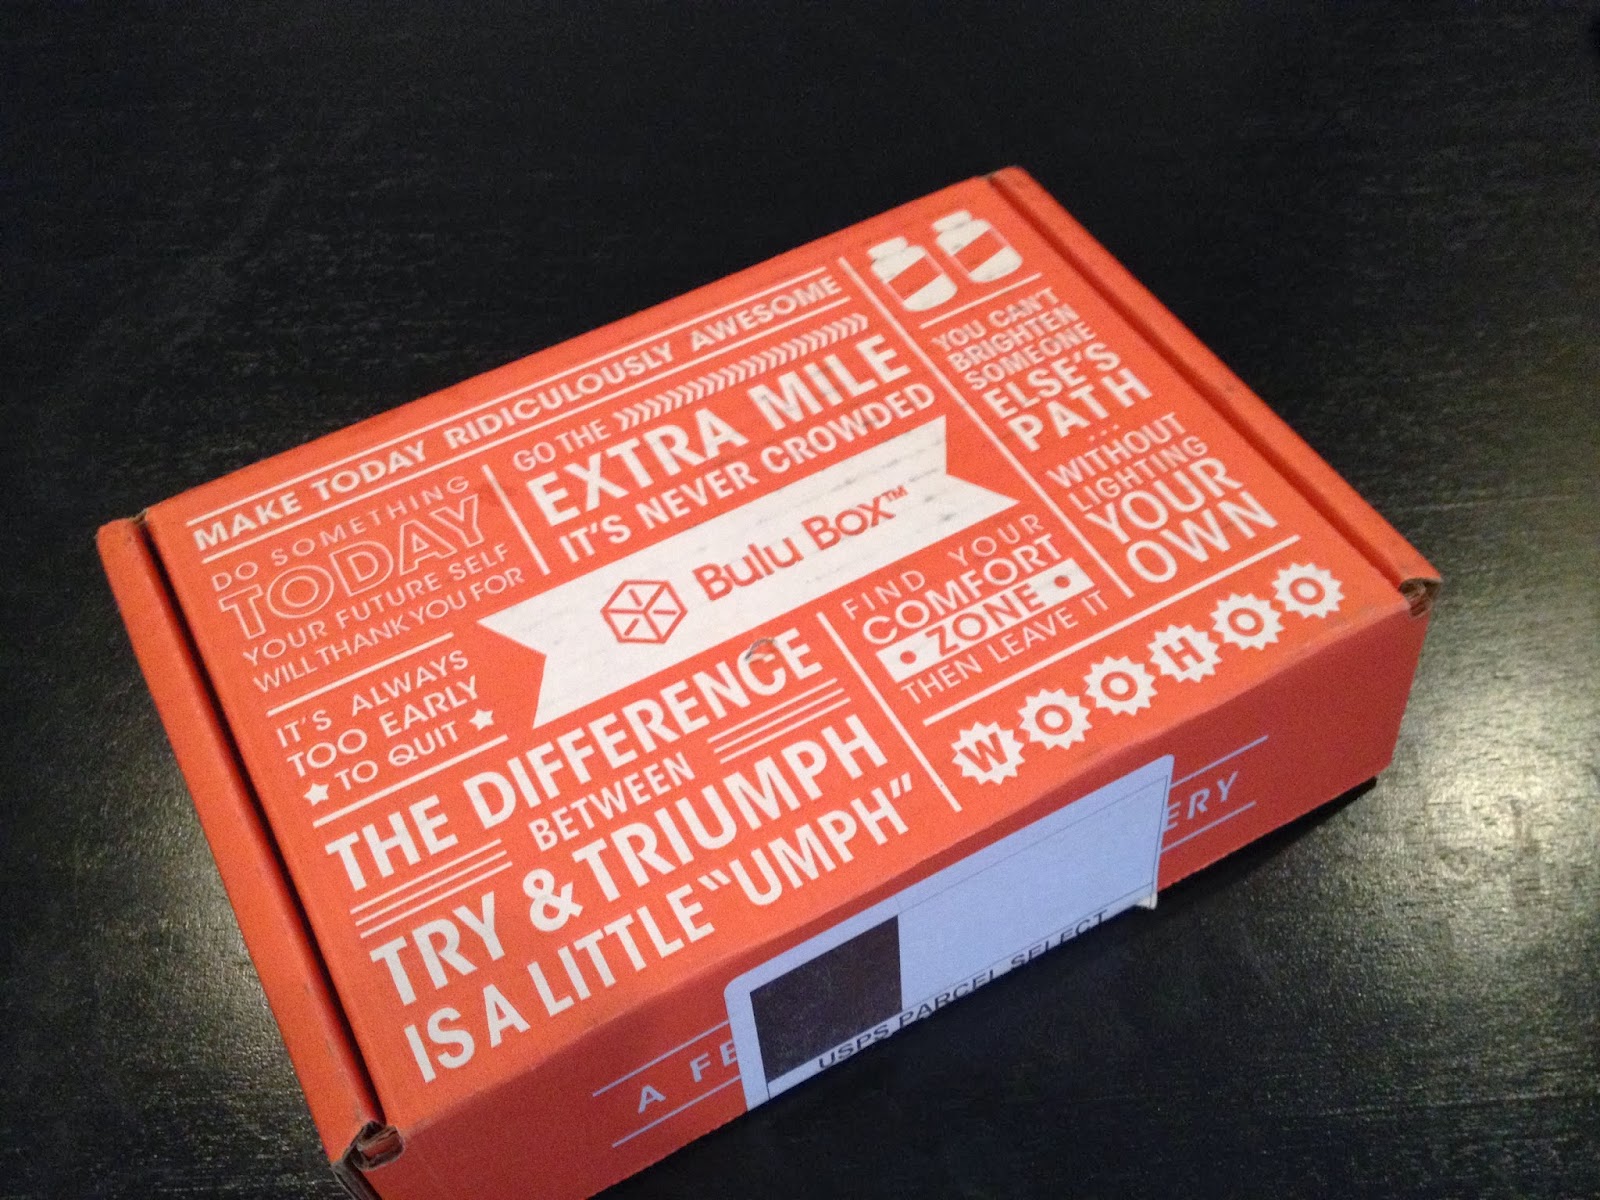 MAKE TODAY RIDICULOUSLY AWESOME
DO SOMETHING
TODAY
YOUR FUTURE SELF
WILL THANK YOU FOR
GO THE
EXTRA MILE
IT'S NEVER CROWDED
IT'S ALWAYS
TOO EARLY
TO QUIT
Bulu Box™
THE DIFFERENCE
BETWEEN
TRY & TRIUMPH
IS A LITTLE "UMPH"
FIND YOUR
COMFORT
ZONE
THEN LEAVE IT
YOU CAN'T
BRIGHTEN
SOMEONE
ELSE'S
PATH
...
WITHOUT
LIGHTING
YOUR
OWN
WOOHOO
A
USPS PARCEL SELECT